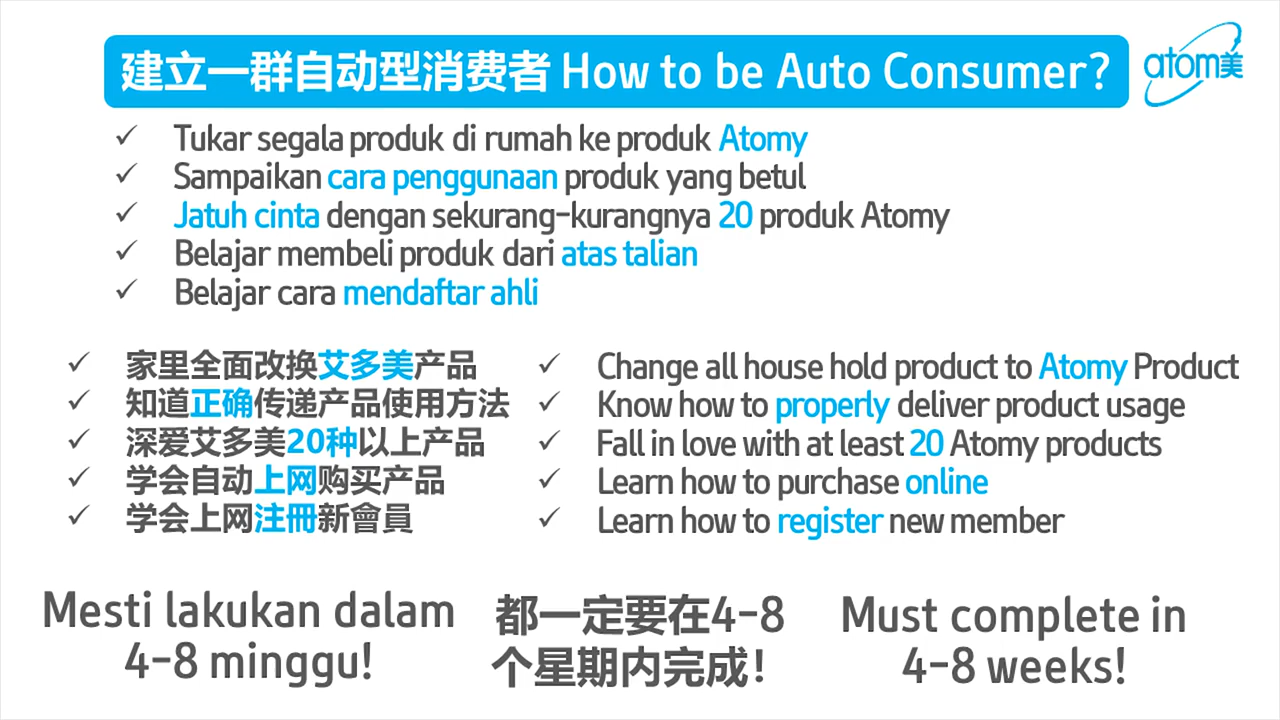 建立一群自动型消费者 How to be Auto Consumer?
atom美
✓ Tukar segala produk di rumah ke produk Atomy
✓ Sampaikan cara penggunaan produk yang betul
✓ Jatuh cinta dengan sekurang-kurangnya 20 produk Atomy
✓ Belajar membeli produk dari atas talian
✓ Belajar cara mendaftar ahli
✓ 家里全面改换艾多美产品
✓ 知道正确传递产品使用方法
✓ 深爱艾多美20种以上产品
✓ 学会自动上网购买产品
✓ 学会上网注冊新會員
✓ Change all house hold product to Atomy Product
✓ Know how to properly deliver product usage
✓ Fall in love with at least 20 Atomy products
✓ Learn how to purchase online
✓ Learn how to register new member
Mesti lakukan dalam
4-8 minggu!
都一定要在4-8
个星期内完成!
Must complete in
4-8 weeks!